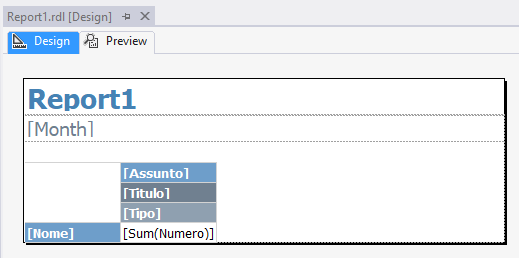 Report1.rdl [Design]
Design Preview
Report1
[Month]
[Assunto]
[Titulo]
[Tipo]
[Nome] [Sum(Numero)]